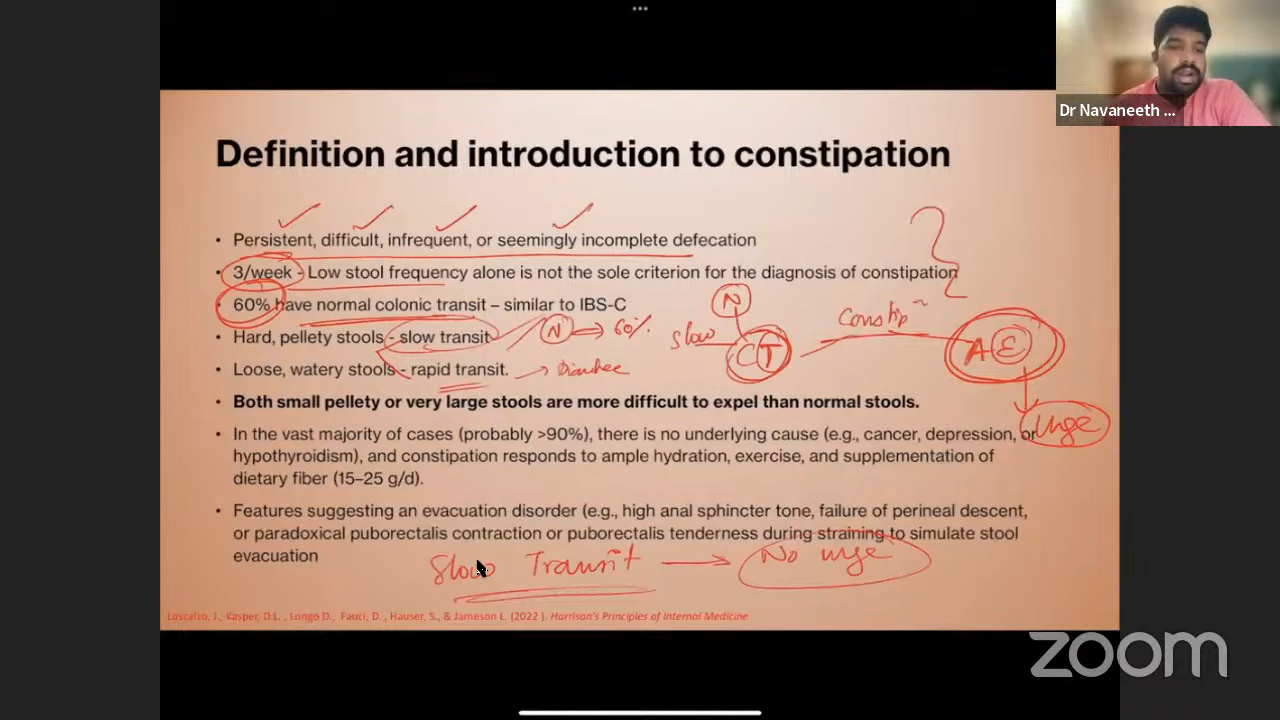 Dr Navaneeth ...
Definition and introduction to constipation
• Persistent, difficult, infrequent, or seemingly incomplete defecation
• 3/week - Low stool frequency alone is not the sole criterion for the diagnosis of constipation
• 60% have normal colonic transit – similar to IBS-C
N
• Hard, pellety stools - slow transit
N → 60%
slow
CT
Constip
AE
• Loose, watery stools - rapid transit.
→ Diarrhea
• Both small pellety or very large stools are more difficult to expel than normal stools.
• In the vast majority of cases (probably >90%), there is no underlying cause (e.g., cancer, depression, or
Urge
hypothyroidism), and constipation responds to ample hydration, exercise, and supplementation of
dietary fiber (15–25 g/d).
• Features suggesting an evacuation disorder (e.g., high anal sphincter tone, failure of perineal descent,
or paradoxical puborectalis contraction or puborectalis tenderness during straining to simulate stool
evacuation
Slow Transit → No urge
Loscalzo, J., Kasper, D.L. , Longo D., Fauci, D. , Hauser, S., & Jameson L. (2022 ). Harrison's Principles of Internal Medicine
zoom